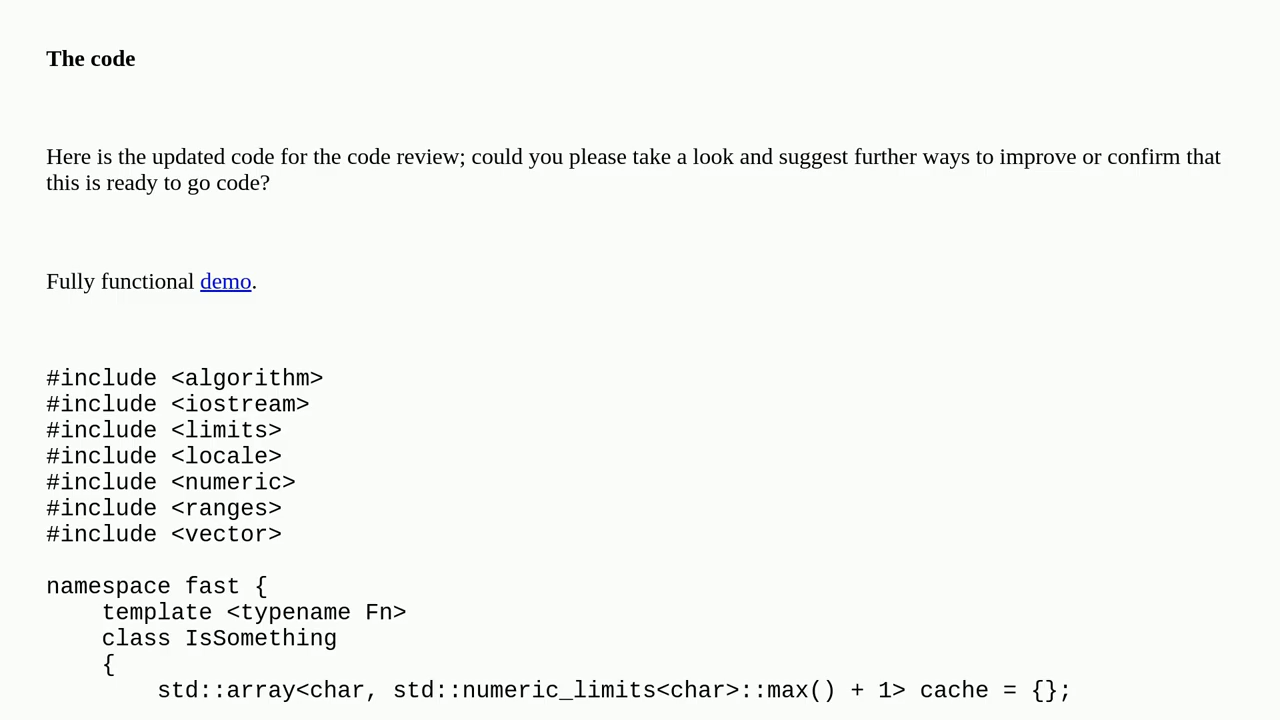 The code
Here is the updated code for the code review; could you please take a look and suggest further ways to improve or confirm that
this is ready to go code?
Fully functional demo.
#include <algorithm>
#include <iostream>
#include <limits>
#include <locale>
#include <numeric>
#include <ranges>
#include <vector>
namespace fast {
    template <typename Fn>
    class IsSomething
    {
        std::array<char, std::numeric_limits<char>::max() + 1> cache = {};